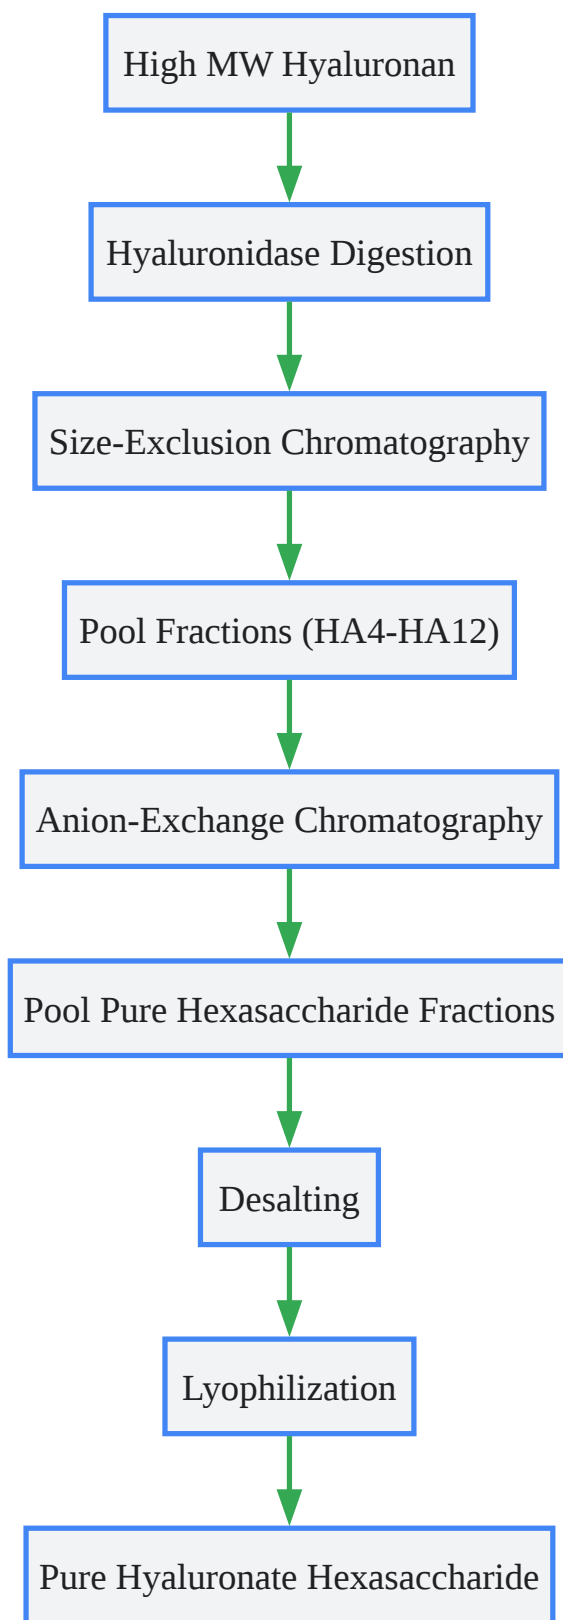 High MW Hyaluronan
Hyaluronidase Digestion
Size-Exclusion Chromatography
Pool Fractions (HA4-HA12)
Anion-Exchange Chromatography
Pool Pure Hexasaccharide Fractions
Desalting
Lyophilization
Pure Hyaluronate Hexasaccharide